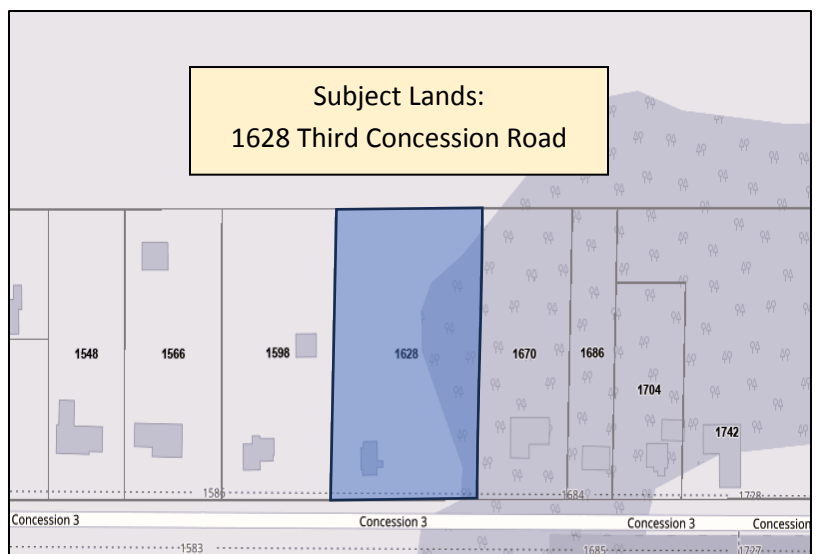 Subject Lands:
1628 Third Concession Road
1548
1566
1598
1628
1670
1686
1704
1742
1586
1684
1728
Concession 3
Concession 3
Concession 3
Concession
1583
1685
1727